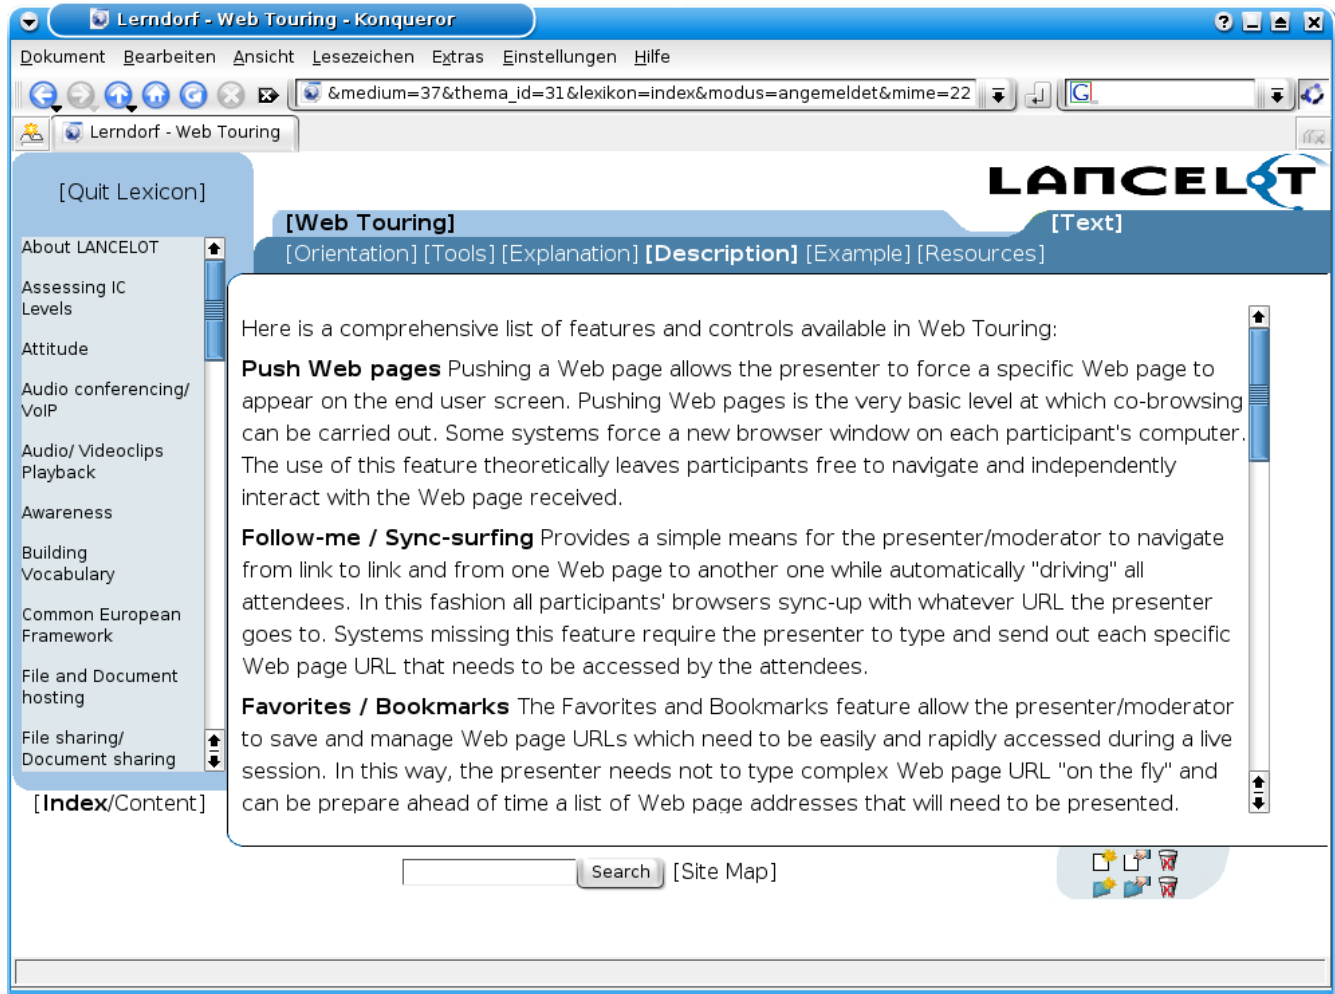 Lerndorf - Web Touring - Konqueror
Dokument Bearbeiten Ansicht Lesezeichen Extras Einstellungen Hilfe
&medium=37&thema_id=31&lexikon=index&modus=angemeldet&mime=22
G
Lerndorf - Web Touring
[Quit Lexicon]
LANCELOT
[Web Touring] [Text]
[Orientation] [Tools] [Explanation] [Description] [Example] [Resources]
About LANCELOT
Assessing IC
Levels
Attitude
Audio conferencing/
VoIP
Audio/ Videoclips
Playback
Awareness
Building
Vocabulary
Common European
Framework
File and Document
hosting
File sharing/
Document sharing
[Index/Content]
Here is a comprehensive list of features and controls available in Web Touring:
Push Web pages Pushing a Web page allows the presenter to force a specific Web page to
appear on the end user screen. Pushing Web pages is the very basic level at which co-browsing
can be carried out. Some systems force a new browser window on each participant's computer.
The use of this feature theoretically leaves participants free to navigate and independently
interact with the Web page received.
Follow-me / Sync-surfing Provides a simple means for the presenter/moderator to navigate
from link to link and from one Web page to another one while automatically "driving" all
attendees. In this fashion all participants' browsers sync-up with whatever URL the presenter
goes to. Systems missing this feature require the presenter to type and send out each specific
Web page URL that needs to be accessed by the attendees.
Favorites / Bookmarks The Favorites and Bookmarks feature allow the presenter/moderator
to save and manage Web page URLs which need to be easily and rapidly accessed during a live
session. In this way, the presenter needs not to type complex Web page URL "on the fly" and
can be prepare ahead of time a list of Web page addresses that will need to be presented.
Search [Site Map]